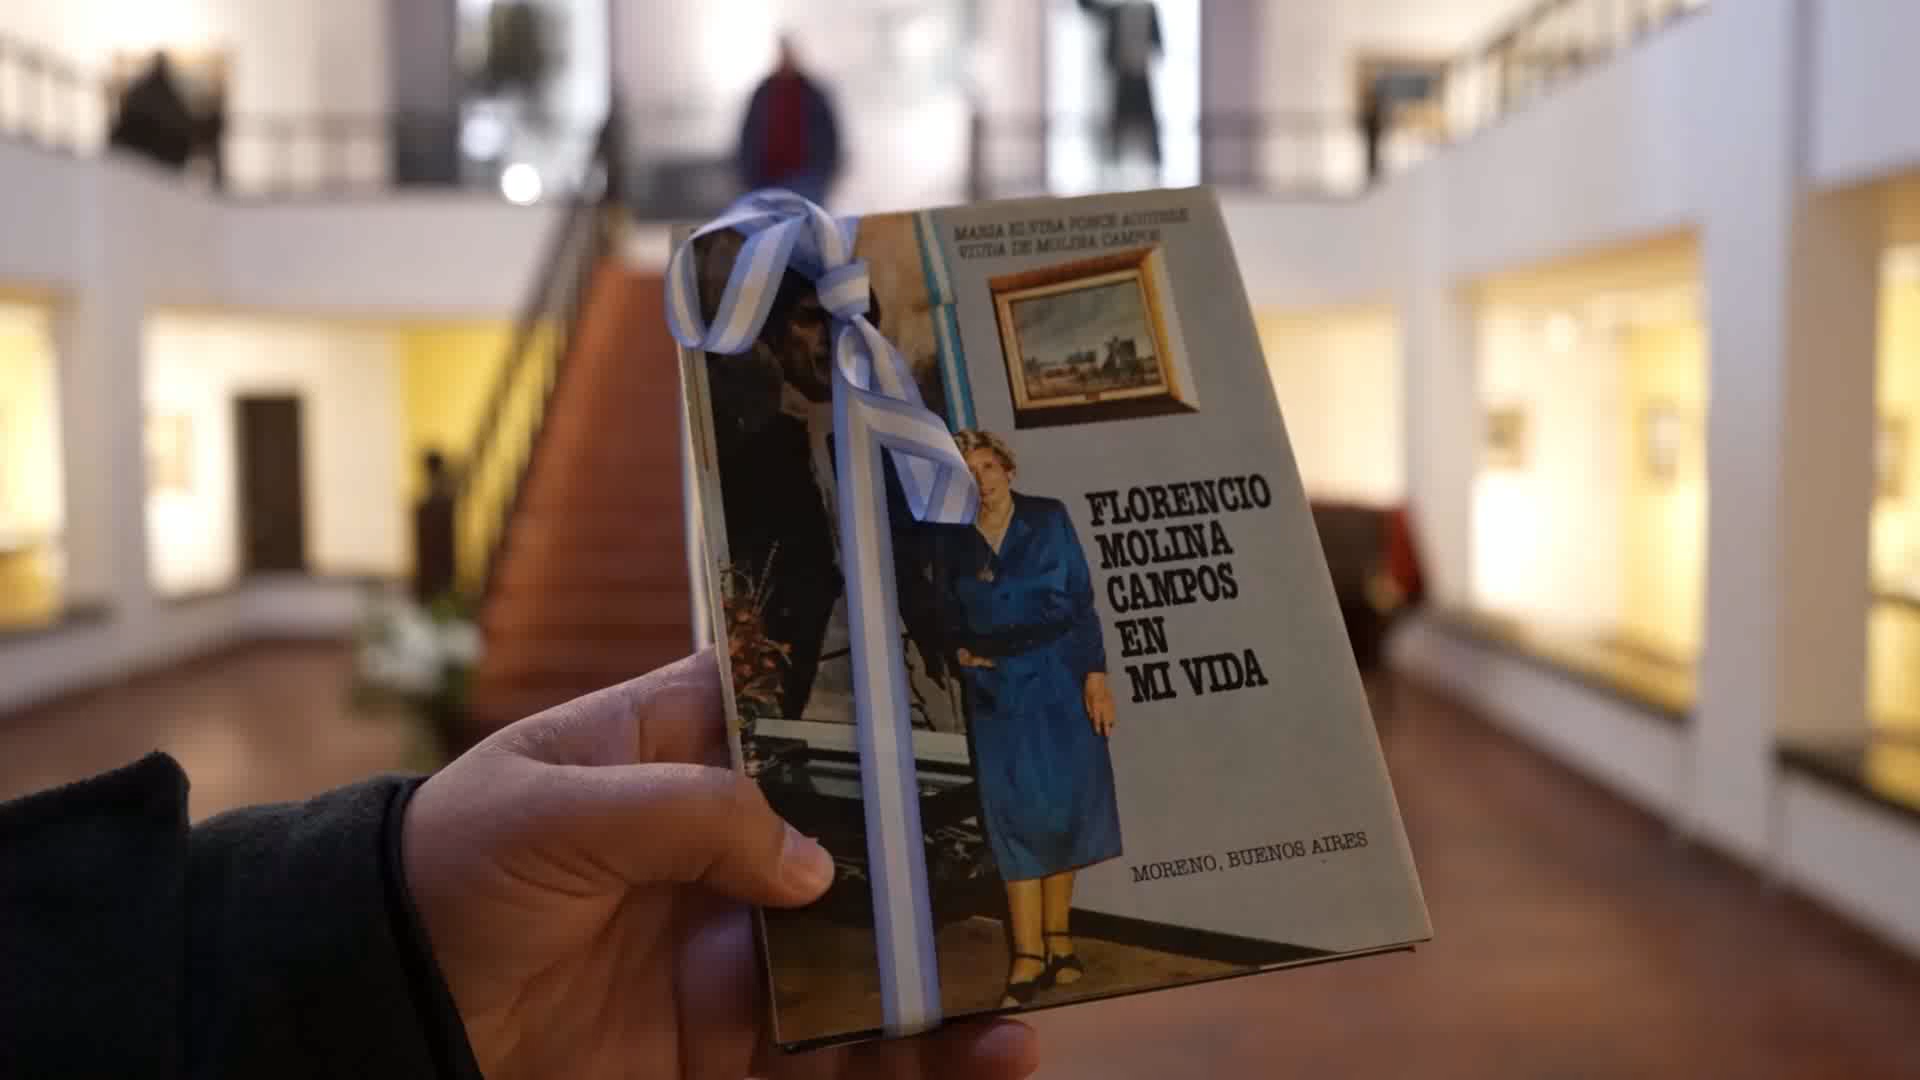 MARIA ELVIRA PONCE AGUIRRE
VIUDA DE MOLINA CAMPOS
FLORENCIO
MOLINA
CAMPOS
EN
MI VIDA
MORENO, BUENOS AIRES